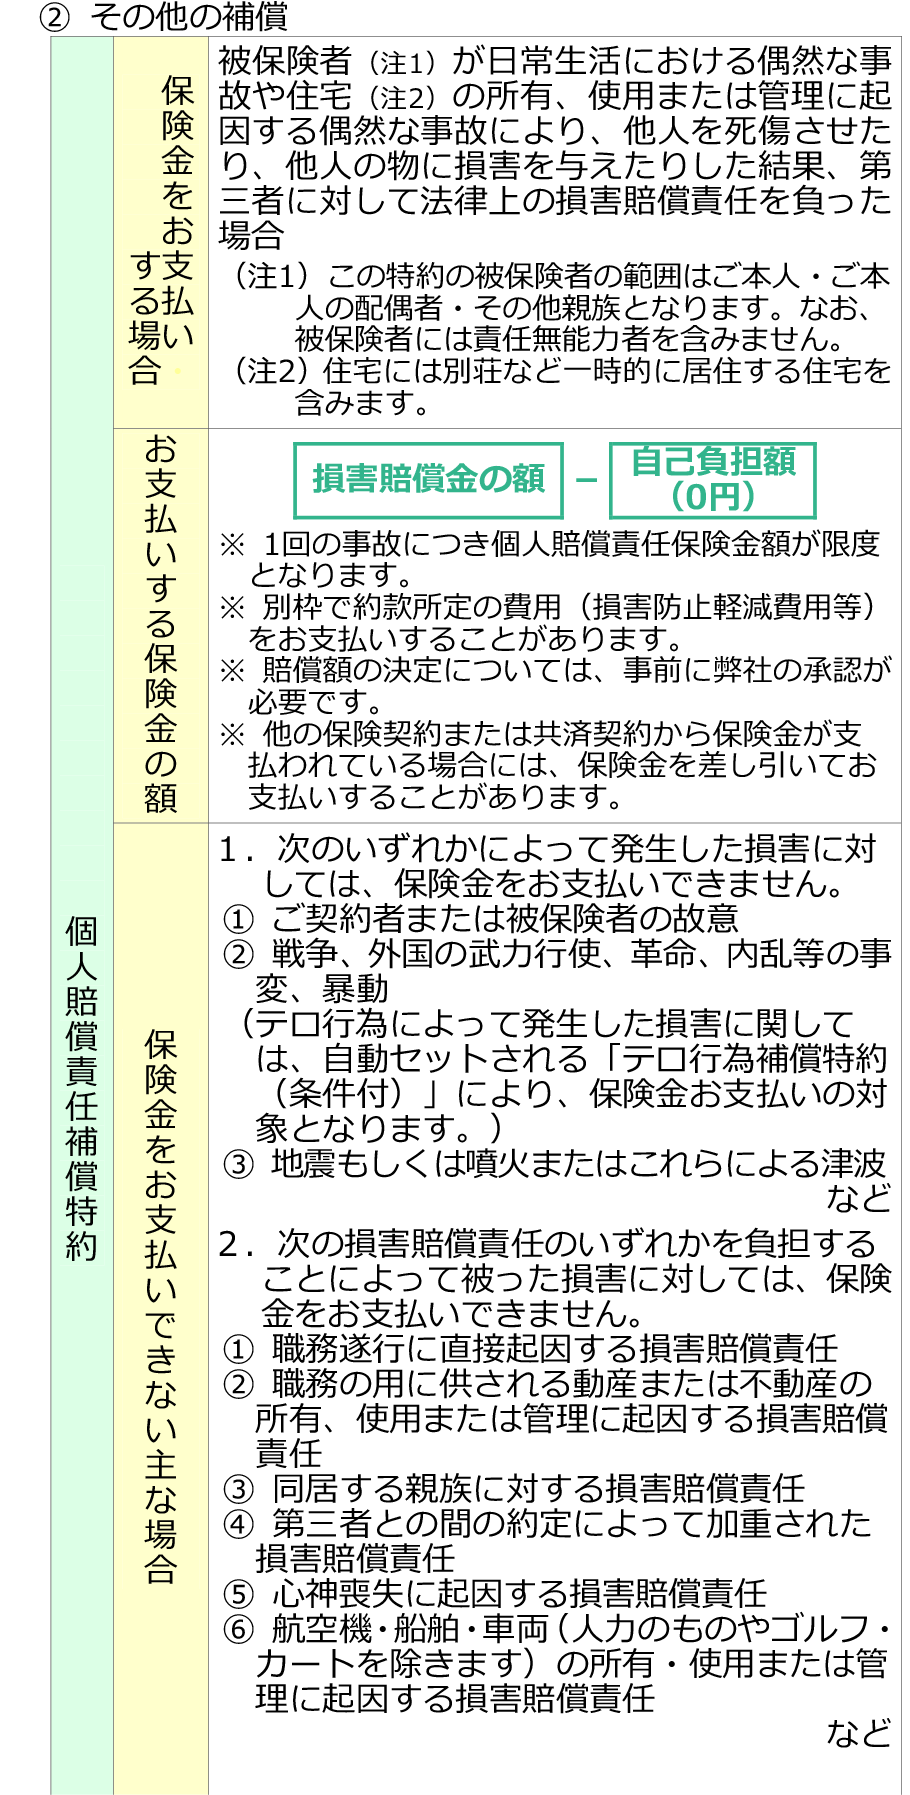 ② その他の補償
個人賠償責任補償特約
保険金をお支払い
する場合
被保険者（注1）が日常生活における偶然な事
故や住宅（注2）の所有、使用または管理に起
因する偶然な事故により、他人を死傷させた
り、他人の物に損害を与えたりした結果、第
三者に対して法律上の損害賠償責任を負った
場合
（注1）この特約の被保険者の範囲はご本人・ご本
人の配偶者・その他親族となります。なお、
被保険者には責任無能力者を含みません。
（注2）住宅には別荘など一時的に居住する住宅を
含みます。
お支払いする保険金の額
損害賠償金の額 － 自己負担額
（0円）
※ 1回の事故につき個人賠償責任保険金額が限度
となります。
※ 別枠で約款所定の費用（損害防止軽減費用等）
をお支払いすることがあります。
※ 賠償額の決定については、事前に弊社の承認が
必要です。
※ 他の保険契約または共済契約から保険金が支
払われている場合には、保険金を差し引いてお
支払いすることがあります。
保険金をお支払いできない主な場合
1．次のいずれかによって発生した損害に対
しては、保険金をお支払いできません。
① ご契約者または被保険者の故意
② 戦争、外国の武力行使、革命、内乱等の事
変、暴動
（テロ行為によって発生した損害に関して
は、自動セットされる「テロ行為補償特約
（条件付）」により、保険金お支払いの対
象となります。）
③ 地震もしくは噴火またはこれらによる津波
など
2．次の損害賠償責任のいずれかを負担する
ことによって被った損害に対しては、保険
金をお支払いできません。
① 職務遂行に直接起因する損害賠償責任
② 職務の用に供される動産または不動産の
所有、使用または管理に起因する損害賠償
責任
③ 同居する親族に対する損害賠償責任
④ 第三者との間の約定によって加重された
損害賠償責任
⑤ 心神喪失に起因する損害賠償責任
⑥ 航空機・船舶・車両（人力のものやゴルフ・
カートを除きます）の所有・使用または管
理に起因する損害賠償責任
など